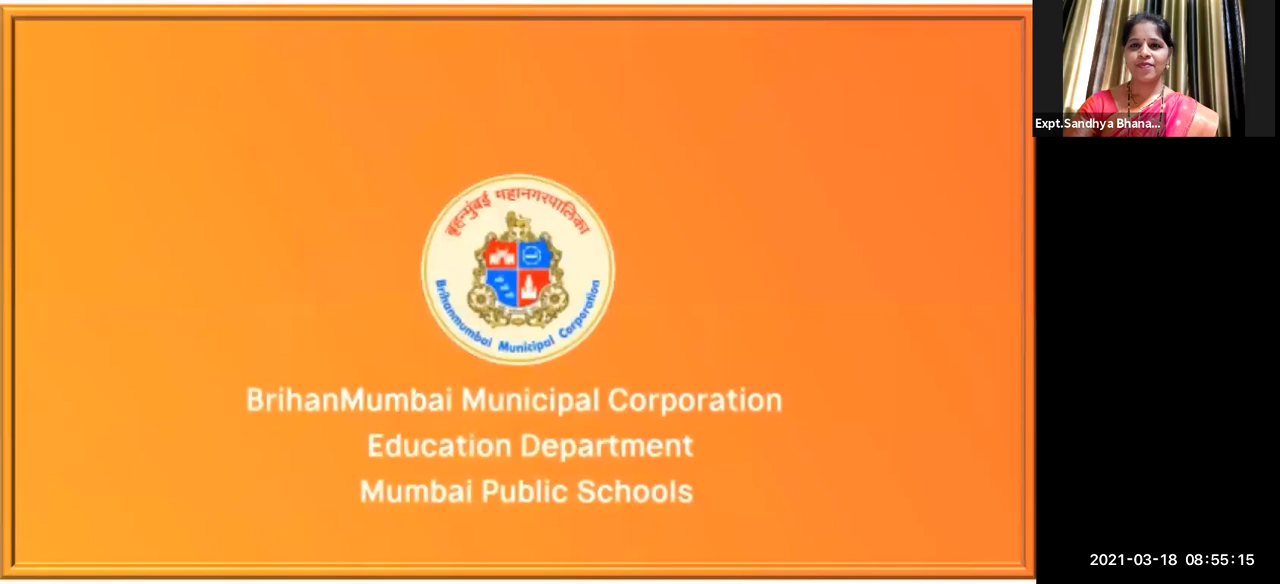 बृहन्मुंबई महानगरपालिका
Brihanmumbai Municipal Corporation
BrihanMumbai Municipal Corporation
Education Department
Mumbai Public Schools
Expt.Sandhya Bhana...
2021-03-18 08:55:15